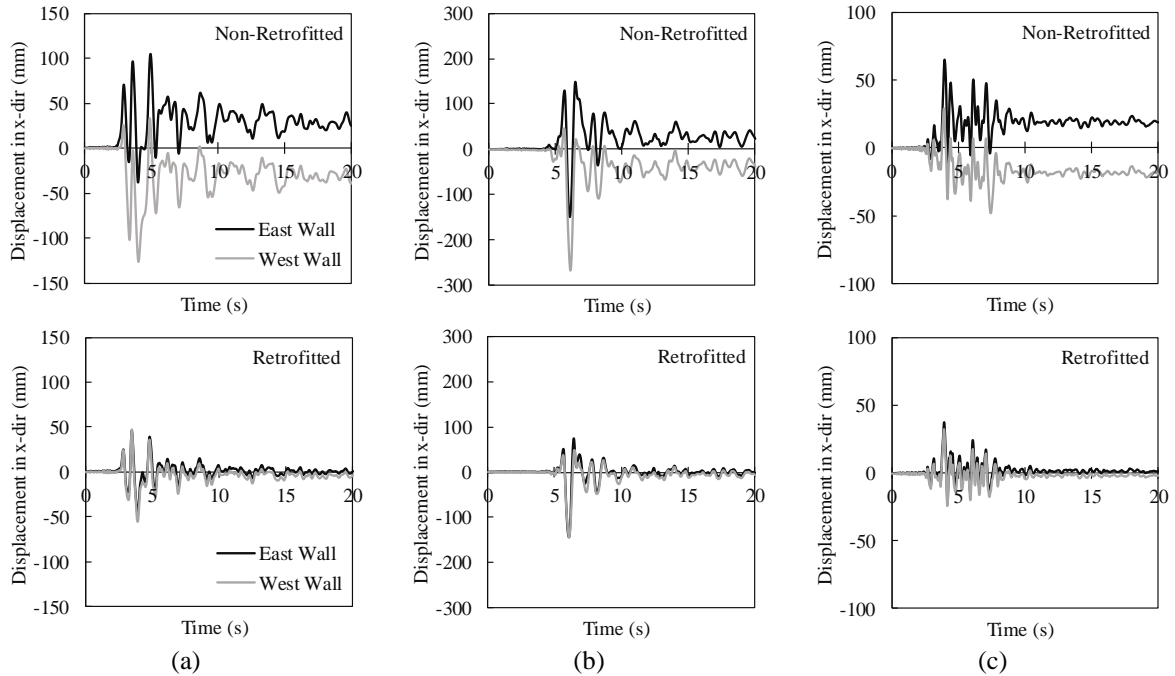 Displacement in x-dir (mm)
150
100
50
0
-50
-100
-150
Non-Retrofitted
0 5 10 15 20
East Wall
West Wall
Time (s)
Displacement in x-dir (mm)
300
200
100
0
-100
-200
-300
Non-Retrofitted
0 5 10 15 20
Time (s)
Displacement in x-dir (mm)
100
50
0
-50
-100
Non-Retrofitted
0 5 10 15 20
Time (s)
Displacement in x-dir (mm)
150
100
50
0
-50
-100
-150
Retrofitted
0 5 10 15 20
East Wall
West Wall
Time (s)
(a)
Displacement in x-dir (mm)
300
200
100
0
-100
-200
-300
Retrofitted
0 5 10 15 20
Time (s)
(b)
Displacement in x-dir (mm)
100
50
0
-50
-100
Retrofitted
0 5 10 15 20
Time (s)
(c)